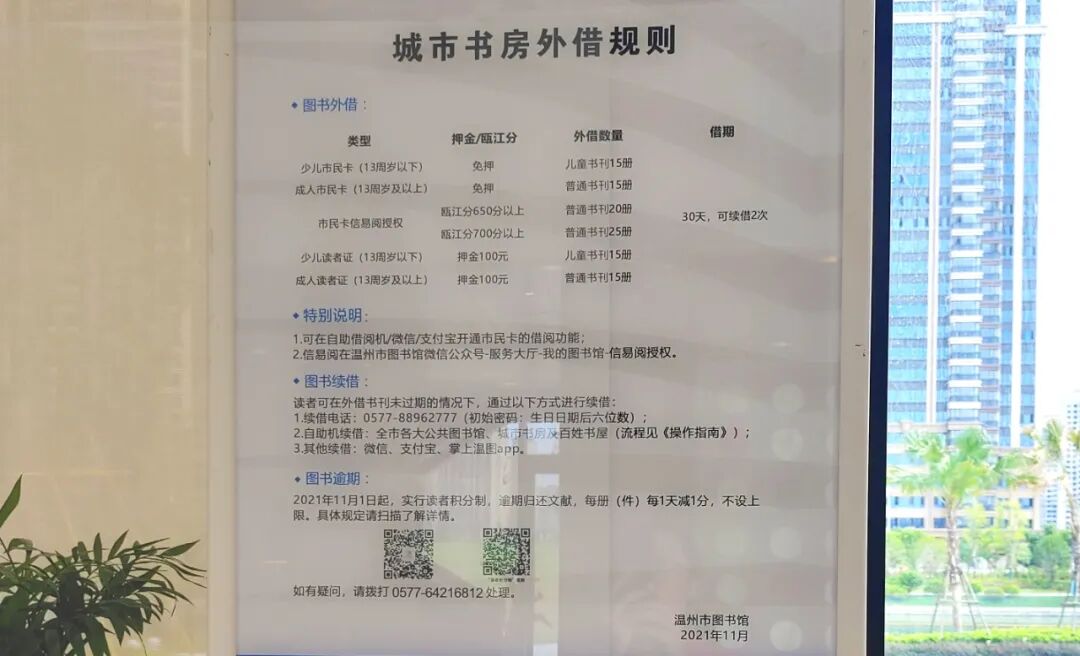 城市书房外借规则
◆ 图书外借：
类型 押金/瓯江分 外借数量 借期
少儿市民卡（13周岁以下） 免押 儿童书刊15册
成人市民卡（13周岁及以上） 免押 普通书刊15册
市民卡信易阅授权 瓯江分650分以上 普通书刊20册 30天，可续借2次
瓯江分700分以上 普通书刊25册
少儿读者证（13周岁以下） 押金100元 儿童书刊15册
成人读者证（13周岁及以上） 押金100元 普通书刊15册
◆ 特别说明：
1.可在自助借阅机/微信/支付宝开通市民卡的借阅功能；
2.信易阅在温州市图书馆微信公众号-服务大厅-我的图书馆-信易阅授权。
◆ 图书续借：
读者可在外借书刊未过期的情况下，通过以下方式进行续借：
1.续借电话：0577-88962777（初始密码：生日日期后六位数）；
2.自助机续借：全市各大公共图书馆、城市书房及百姓书屋（流程见《操作指南》）；
3.其他续借：微信、支付宝、掌上温图app。
◆ 图书逾期：
2021年11月1日起，实行读者积分制，逾期归还文献，每册（件）每1天减1分，不设上
限。具体规定请扫描了解详情。
如有疑问，请拨打 0577-64216812 处理。
温州市图书馆
2021年11月